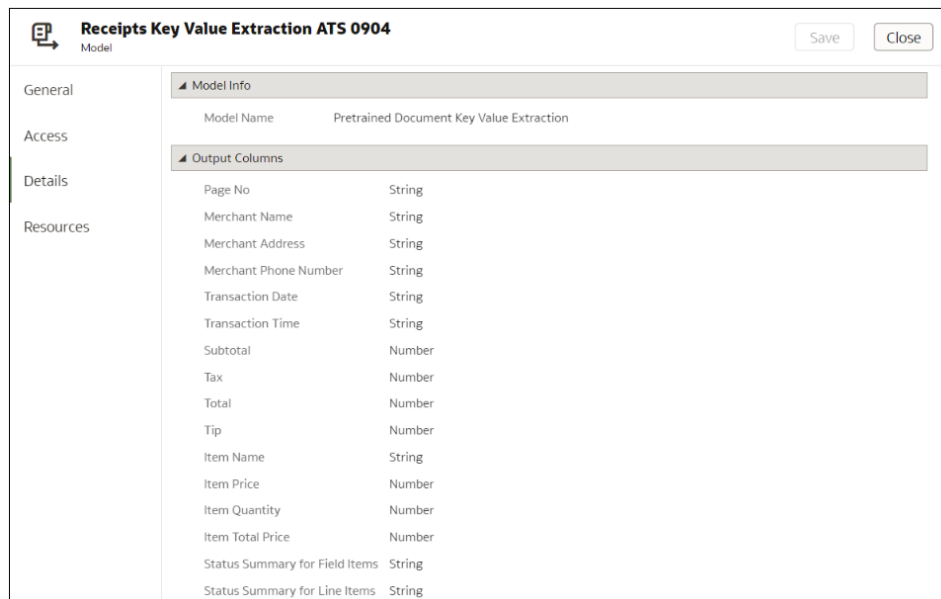 Receipts Key Value Extraction ATS 0904
Model
Save
Close
General
Access
Details
Resources
Model Info
Model Name Pretrained Document Key Value Extraction
Output Columns
Page No String
Merchant Name String
Merchant Address String
Merchant Phone Number String
Transaction Date String
Transaction Time String
Subtotal Number
Tax Number
Total Number
Tip Number
Item Name String
Item Price Number
Item Quantity Number
Item Total Price Number
Status Summary for Field Items String
Status Summary for Line Items String